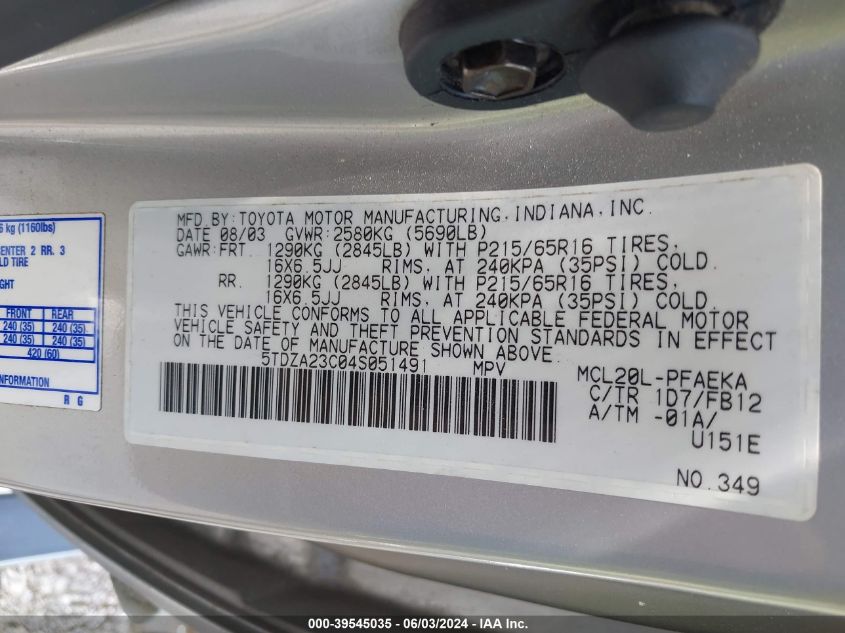 MFD. BY: TOYOTA MOTOR MANUFACTURING, INDIANA, INC.
DATE 08/03 GVWR: 2580KG (5690LB)
GAWR: FRT. 1290KG (2845LB) WITH P215/65R16 TIRES,
16X6.5JJ RIMS, AT 240KPA (35PSI) COLD.
RR. 1290KG (2845LB) WITH P215/65R16 TIRES,
16X6.5JJ RIMS, AT 240KPA (35PSI) COLD.
THIS VEHICLE CONFORMS TO ALL APPLICABLE FEDERAL MOTOR
VEHICLE SAFETY AND THEFT PREVENTION STANDARDS IN EFFECT
ON THE DATE OF MANUFACTURE SHOWN ABOVE.
5TDZA23C04S051491 MPV
MCL20L-PFAEKA
C/TR 1D7/FB12
A/TM -01A/
U151E
NO. 349
6 kg (1160lbs)
ENTER 2 RR. 3
LD TIRE
GHT
FRONT REAR
240 (35) 240 (35)
240 (35) 240 (35)
420 (60)
INFORMATION
R G
000-39545035 - 06/03/2024 - IAA Inc.